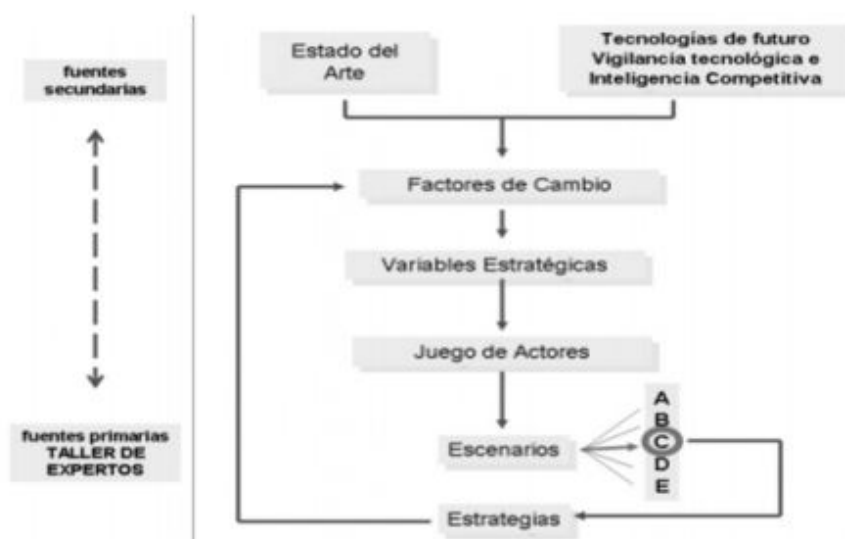 fuentes
secundarias
fuentes primarias
TALLER DE
EXPERTOS
Estado del
Arte
Tecnologías de futuro
Vigilancia tecnológica e
Inteligencia Competitiva
Factores de Cambio
Variables Estratégicas
Juego de Actores
Escenarios
A
B
C
D
E
Estrategias